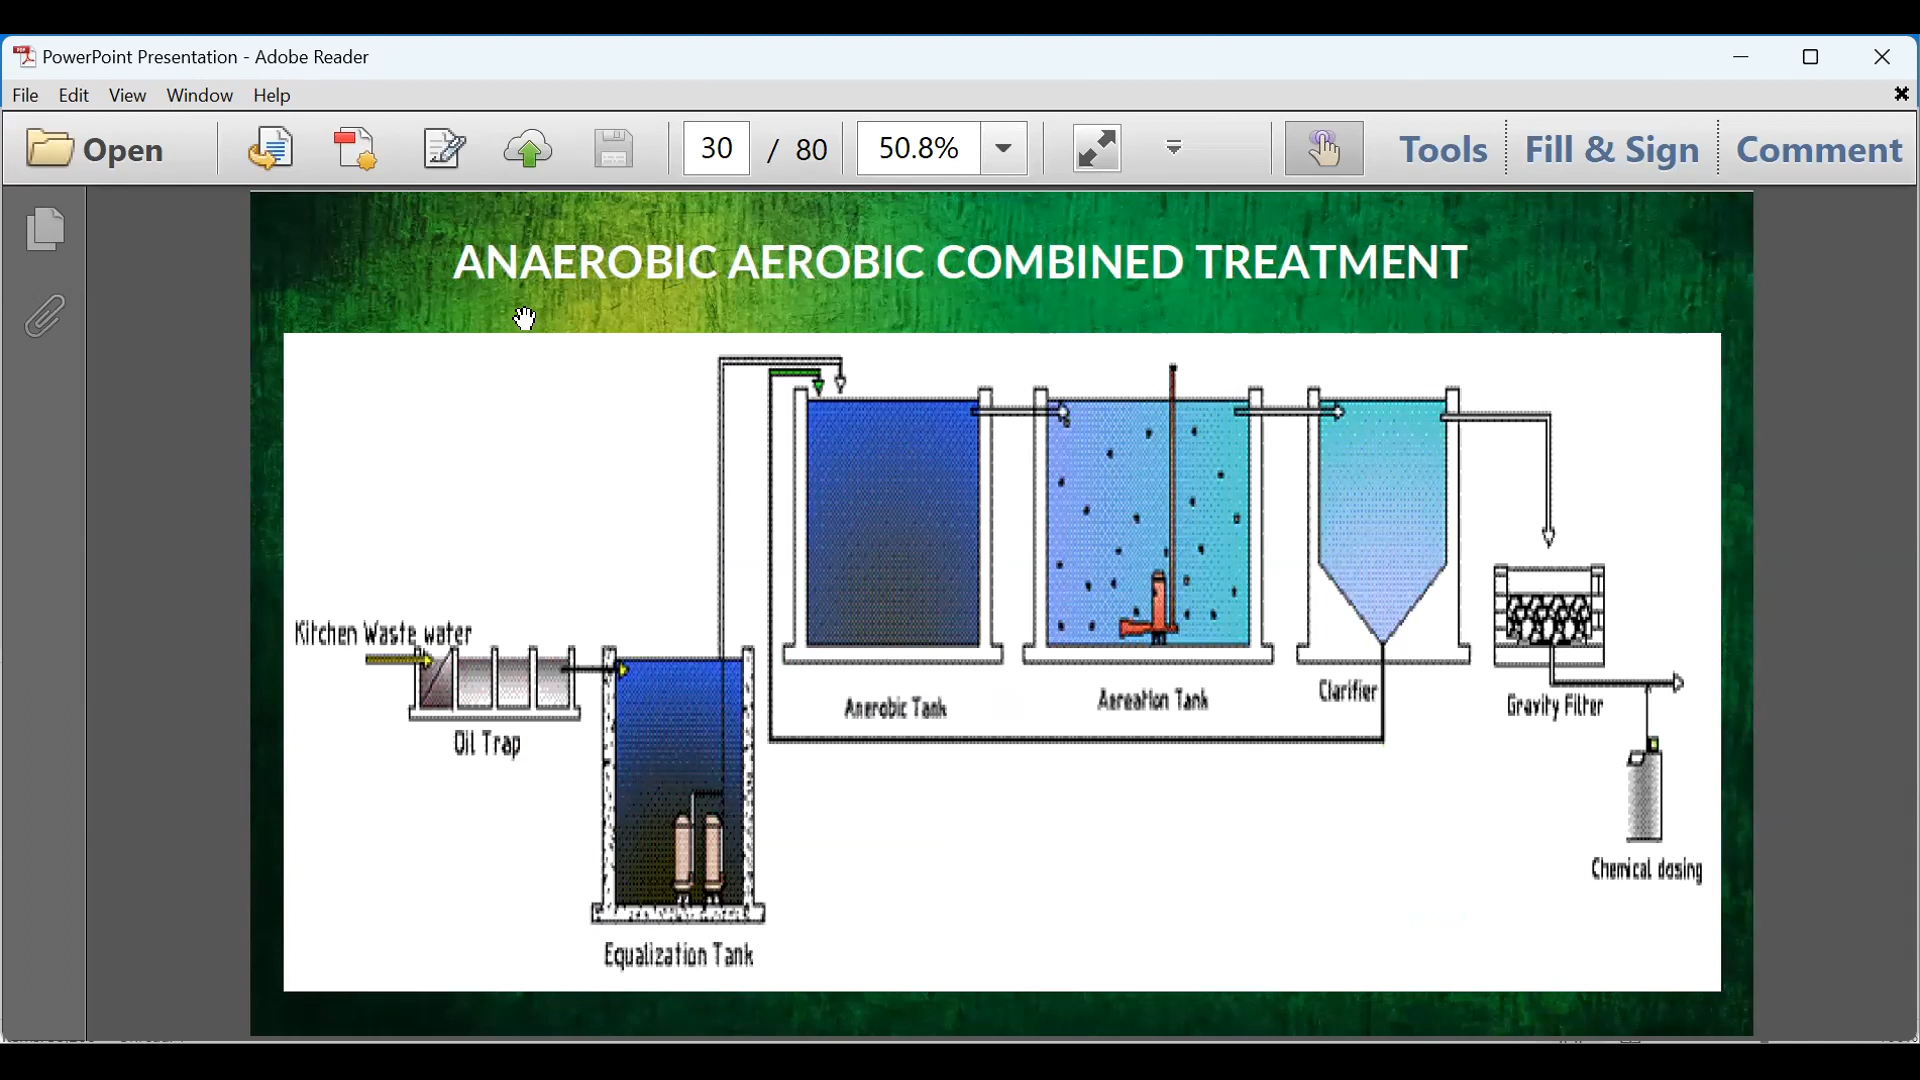 PowerPoint Presentation - Adobe Reader
File Edit View Window Help
Open 30 / 80 50.8% Tools Fill & Sign Comment
ANAEROBIC AEROBIC COMBINED TREATMENT
Kitchen Waste water
Oil Trap
Equalization Tank
Anerobic Tank
Aereation Tank
Clarifier
Gravity Filter
Chemical dosing